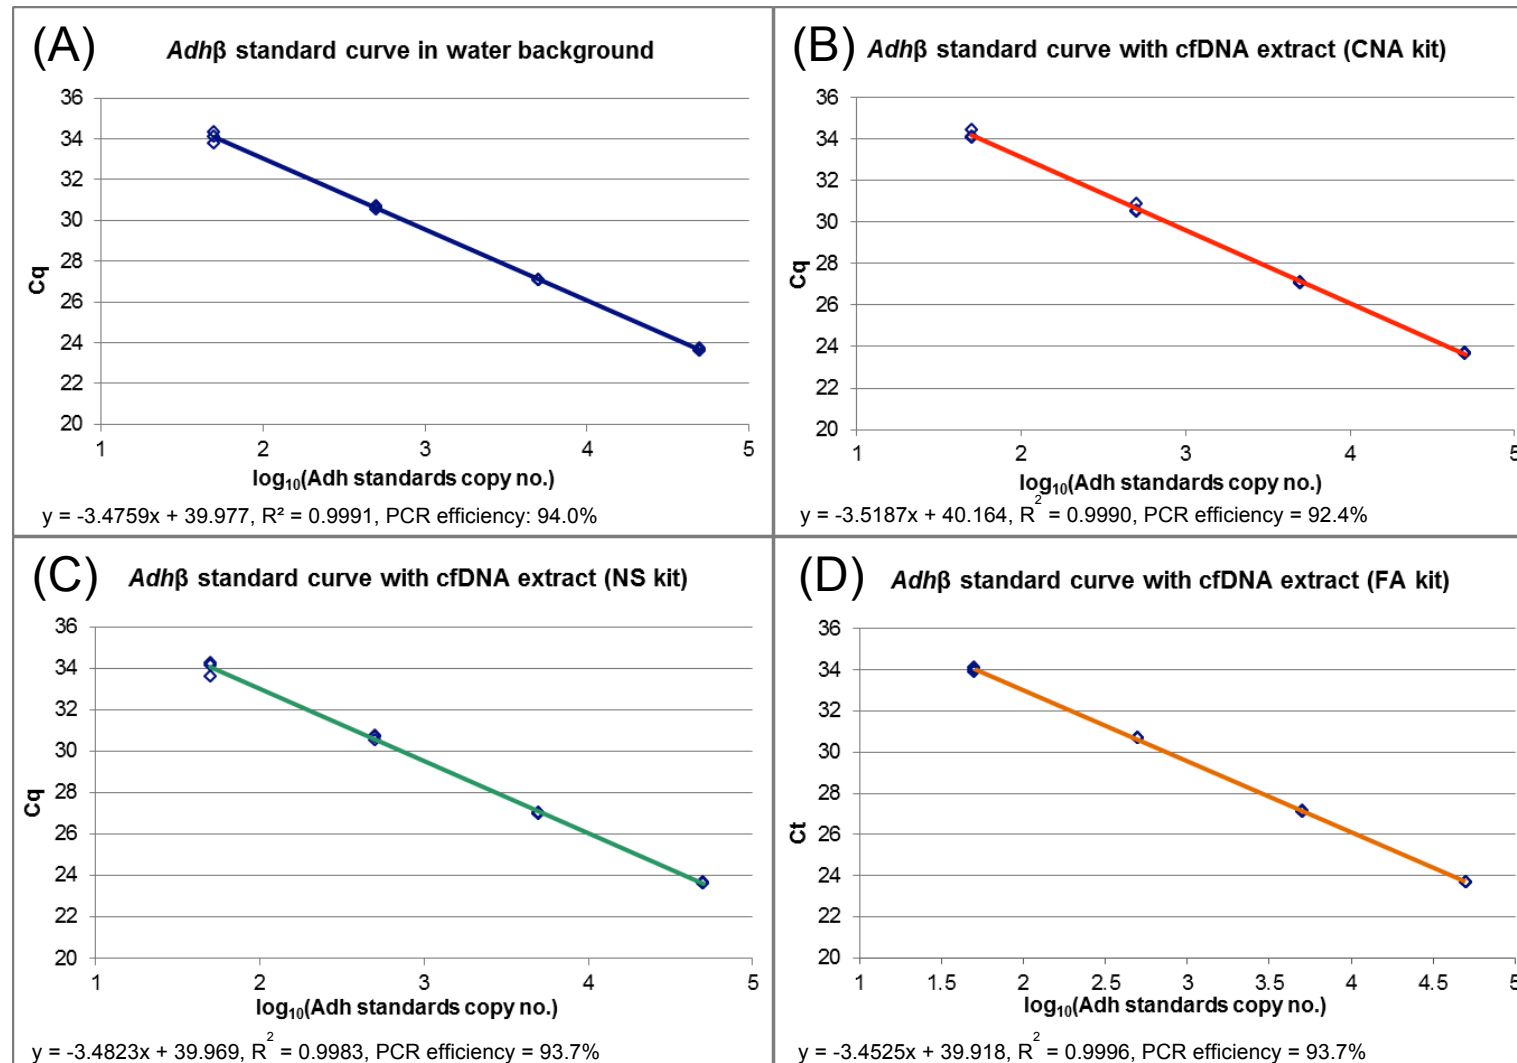 (A) Adhβ standard curve in water background
36
34
32
30
28
26
24
22
20
Cq
1 2 3 4 5
log₁₀(Adh standards copy no.)
y = -3.4759x + 39.977, R² = 0.9991, PCR efficiency: 94.0%
(B) Adhβ standard curve with cfDNA extract (CNA kit)
36
34
32
30
28
26
24
22
20
Cq
1 2 3 4 5
log₁₀(Adh standards copy no.)
y = -3.5187x + 40.164, R² = 0.9990, PCR efficiency = 92.4%
(C) Adhβ standard curve with cfDNA extract (NS kit)
36
34
32
30
28
26
24
22
20
Cq
1 2 3 4 5
log₁₀(Adh standards copy no.)
y = -3.4823x + 39.969, R² = 0.9983, PCR efficiency = 93.7%
(D) Adhβ standard curve with cfDNA extract (FA kit)
36
34
32
30
28
26
24
22
20
Ct
1 1.5 2 2.5 3 3.5 4 4.5 5
log₁₀(Adh standards copy no.)
y = -3.4525x + 39.918, R² = 0.9996, PCR efficiency = 93.7%